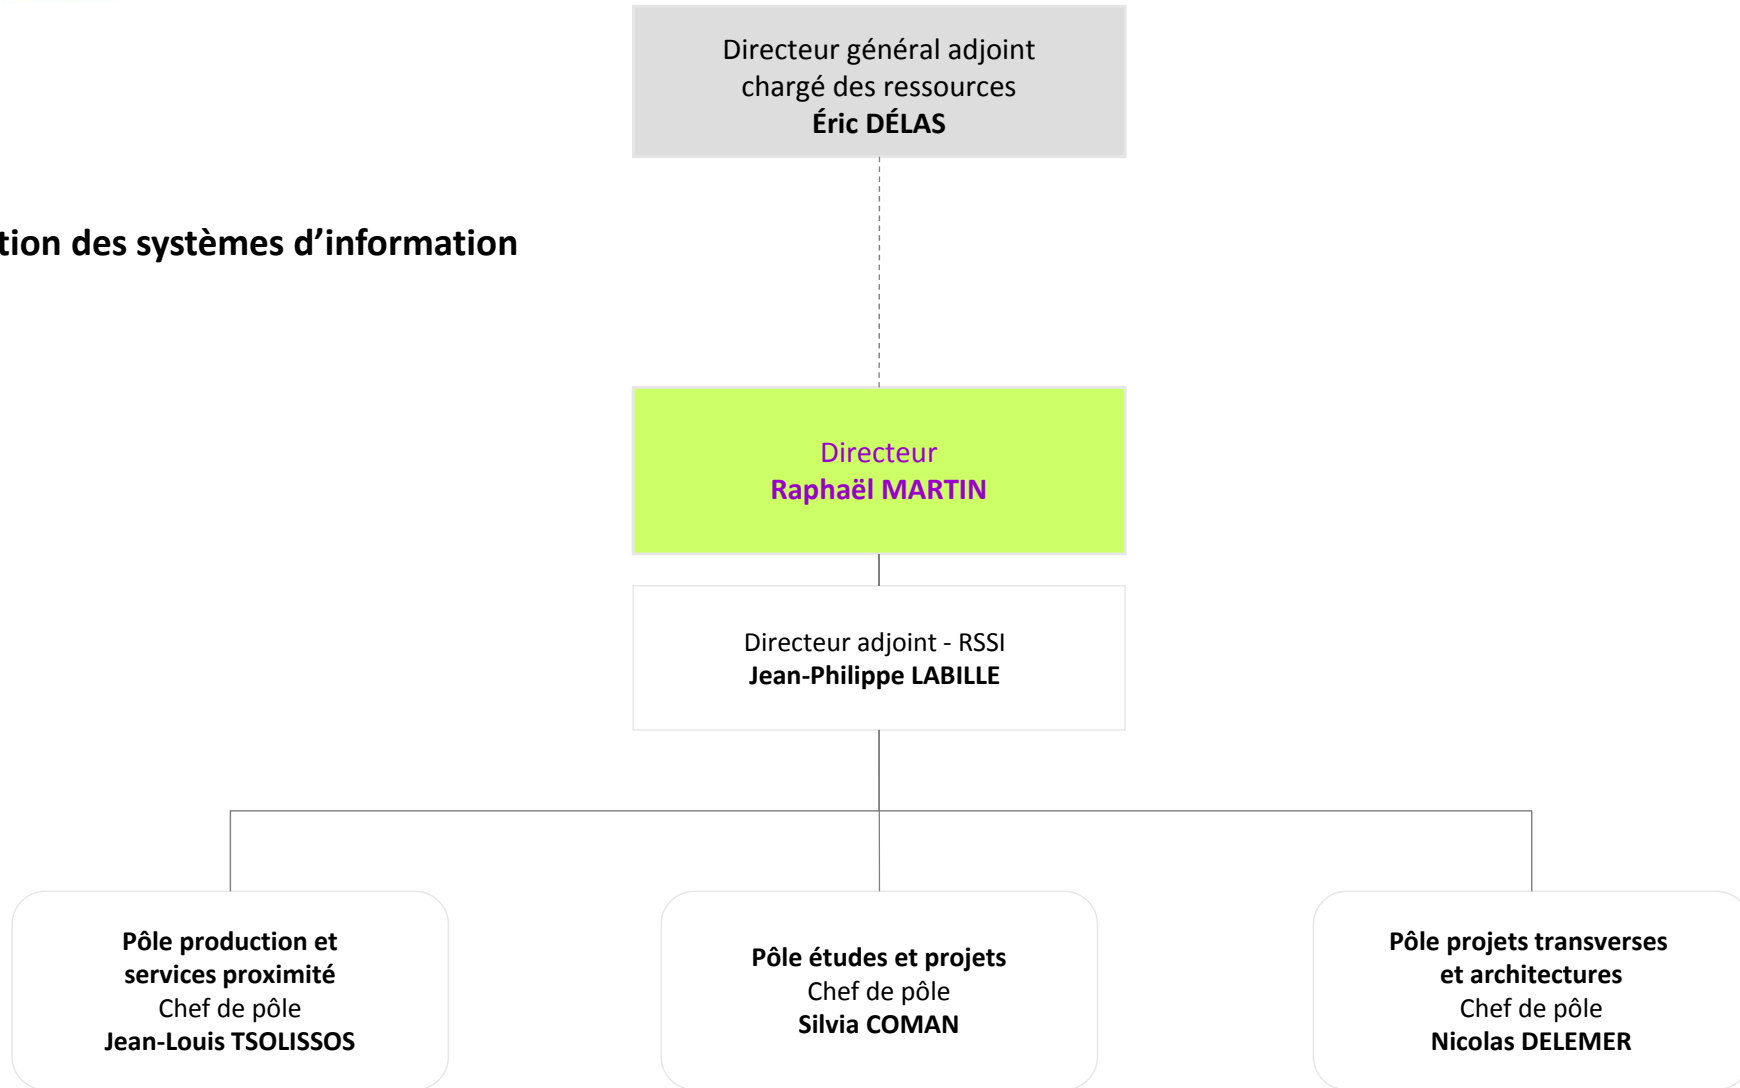 Directeur général adjoint
chargé des ressources
Éric DÉLAS
tion des systèmes d’information
Directeur
Raphaël MARTIN
Directeur adjoint - RSSI
Jean-Philippe LABILLE
Pôle production et
services proximité
Chef de pôle
Jean-Louis TSOLISSOS
Pôle études et projets
Chef de pôle
Silvia COMAN
Pôle projets transverses
et architectures
Chef de pôle
Nicolas DELEMER